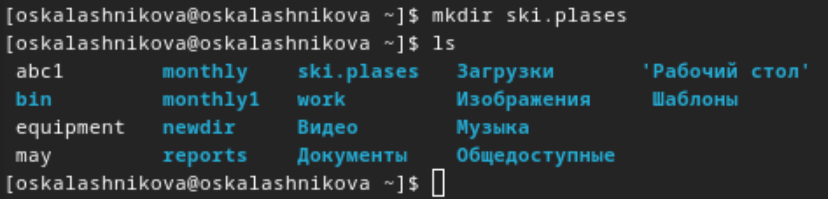 [oskalashnikova@oskalashnikova ~]$ mkdir ski.plases
[oskalashnikova@oskalashnikova ~]$ ls
abc1 monthly ski.plases Загрузки 'Рабочий стол'
bin monthly1 work Изображения Шаблоны
equipment newdir Видео Музыка
may reports Документы Общедоступные
[oskalashnikova@oskalashnikova ~]$